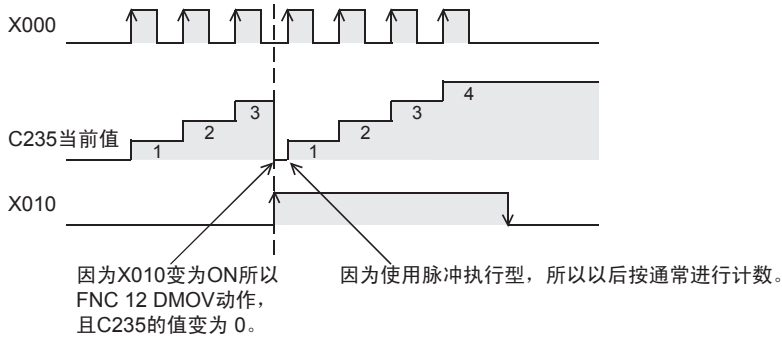 X000
C235当前值
1
2
3
1
2
3
4
X010
因为X010变为ON所以
FNC 12 DMOV动作，
且C235的值变为 0。
因为使用脉冲执行型，所以以后按通常进行计数。